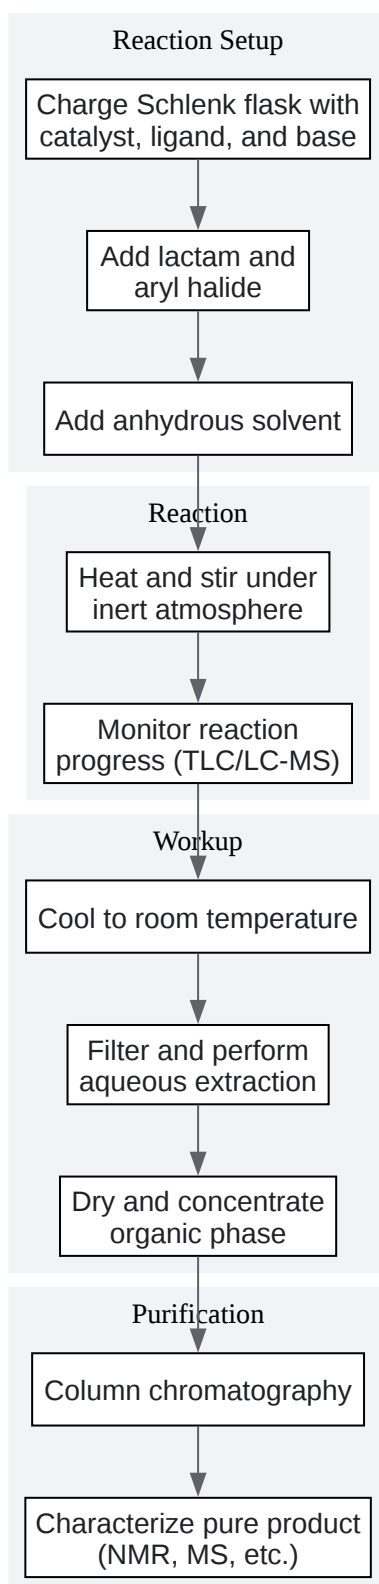 Reaction Setup
Charge Schlenk flask with
catalyst, ligand, and base
Add lactam and
aryl halide
Add anhydrous solvent
Reaction
Heat and stir under
inert atmosphere
Monitor reaction
progress (TLC/LC-MS)
Workup
Cool to room temperature
Filter and perform
aqueous extraction
Dry and concentrate
organic phase
Purification
Column chromatography
Characterize pure product
(NMR, MS, etc.)